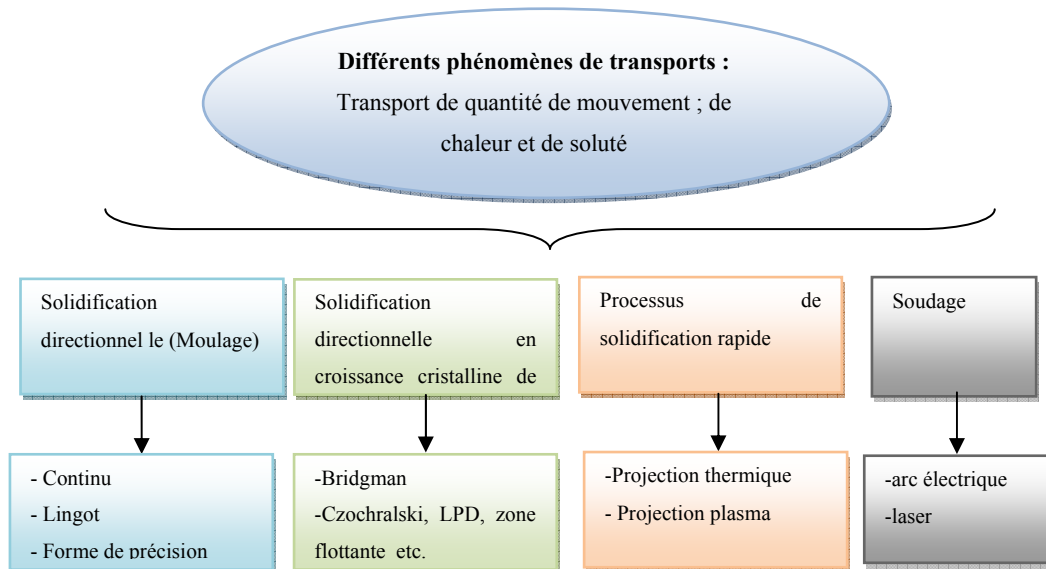 Différents phénomènes de transports :
Transport de quantité de mouvement ; de
chaleur et de soluté
Solidification
directionnel le (Moulage)
Solidification
directionnelle en
croissance cristalline de
Processus de
solidification rapide
Soudage
- Continu
- Lingot
- Forme de précision
-Bridgman
-Czochralski, LPD, zone
flottante etc.
-Projection thermique
- Projection plasma
-arc électrique
-laser